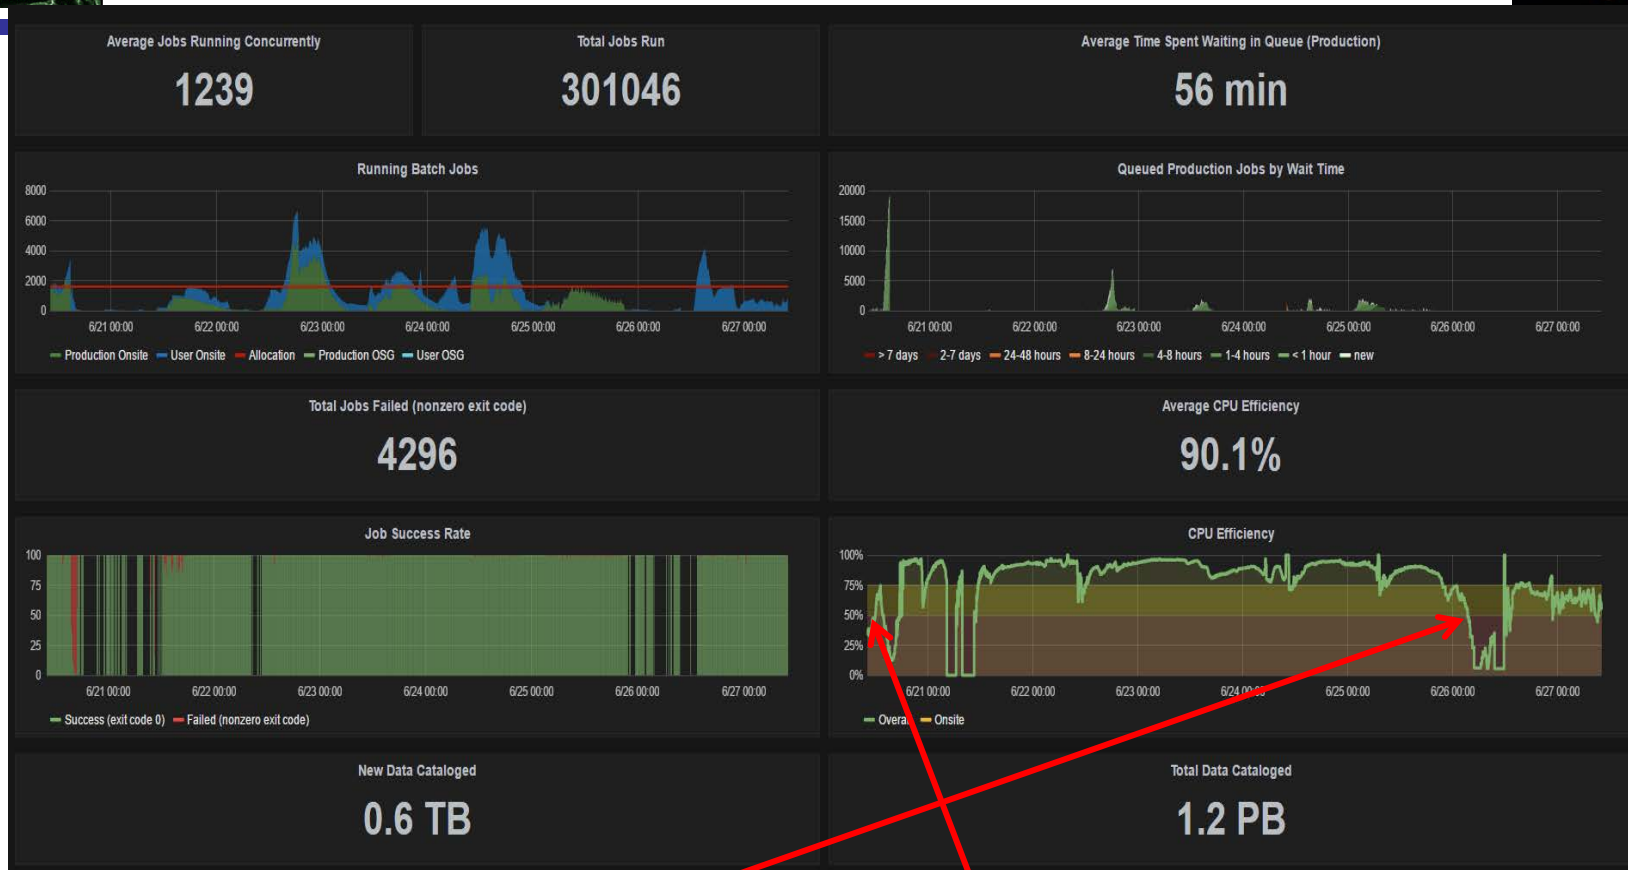 Average Jobs Running Concurrently
1239
Total Jobs Run
301046
Average Time Spent Waiting in Queue (Production)
56 min
Running Batch Jobs
8000
6000
4000
2000
0
6/21 00:00 6/22 00:00 6/23 00:00 6/24 00:00 6/25 00:00 6/26 00:00 6/27 00:00
Production Onsite User Onsite Allocation Production OSG User OSG
Queued Production Jobs by Wait Time
20000
15000
10000
5000
0
6/21 00:00 6/22 00:00 6/23 00:00 6/24 00:00 6/25 00:00 6/26 00:00 6/27 00:00
> 7 days 2-7 days 24-48 hours 8-24 hours 4-8 hours 1-4 hours < 1 hour new
Total Jobs Failed (nonzero exit code)
4296
Average CPU Efficiency
90.1%
Job Success Rate
100
75
50
25
0
6/21 00:00 6/22 00:00 6/23 00:00 6/24 00:00 6/25 00:00 6/26 00:00 6/27 00:00
Success (exit code 0) Failed (nonzero exit code)
CPU Efficiency
100%
75%
50%
25%
0%
6/21 00:00 6/22 00:00 6/23 00:00 6/24 00:00 6/25 00:00 6/26 00:00 6/27 00:00
Overall Onsite
New Data Cataloged
0.6 TB
Total Data Cataloged
1.2 PB